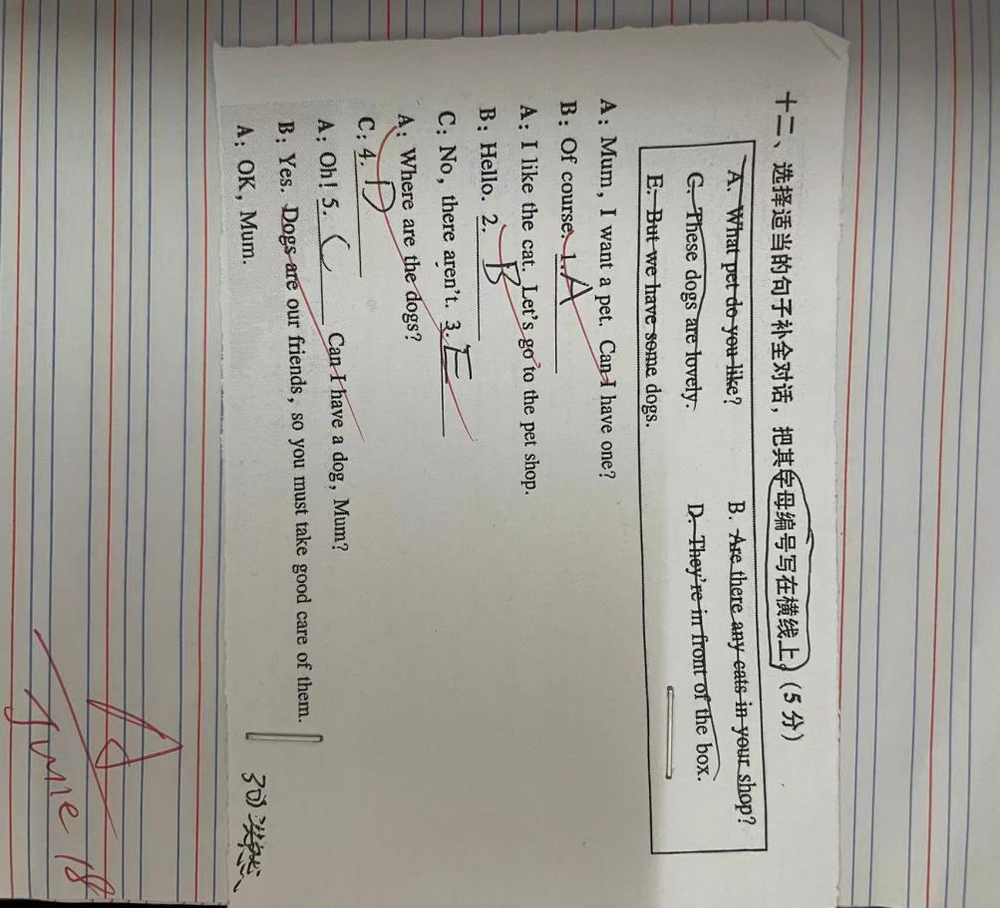 十二、选择适当的句子补全对话，把其字母编号写在横线上。(5分)
A. What pet do you like? B. Are there any cats in your shop?
C. These dogs are lovely. D. They're in front of the box.
E. But we have some dogs.
A: Mum, I want a pet. Can I have one?
B: Of course. 1. A
A: I like the cat. Let's go to the pet shop.
B: Hello. 2. B
C: No, there aren't. 3. E
A: Where are the dogs?
C: 4. D
A: Oh! 5. C Can I have a dog, Mum?
B: Yes. Dogs are our friends, so you must take good care of them.
A: OK, Mum.
30
June 18